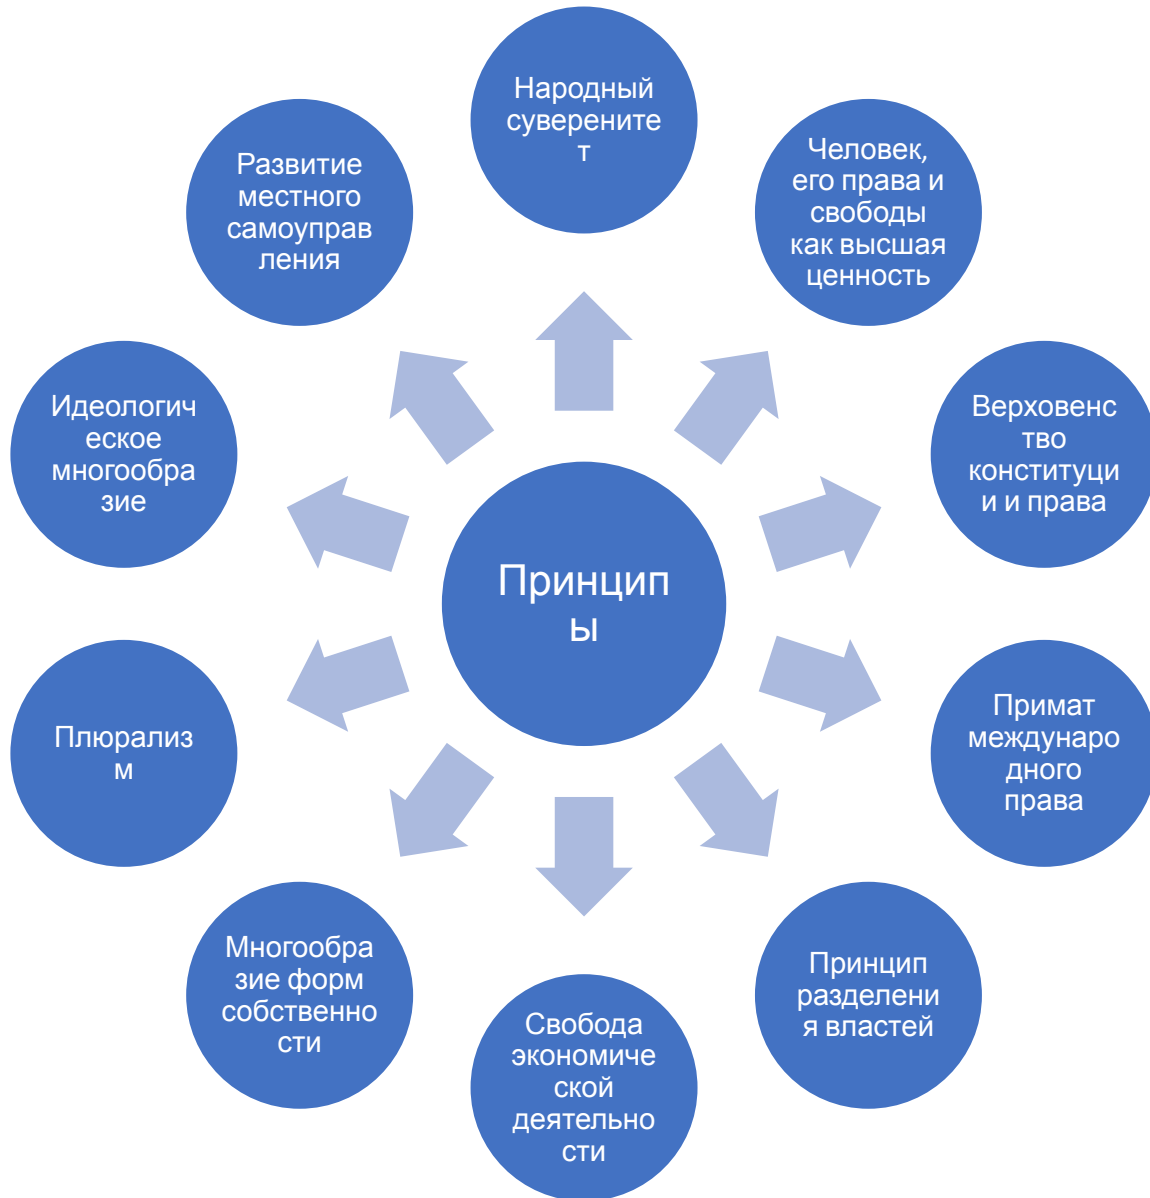 Народный
суверените
т
Человек,
его права и
свободы
как высшая
ценность
Верховенс
тво
конституци
и и права
Примат
международ
дного
права
Принцип
разделени
я властей
Свобода
экономиче
ской
деятельно
сти
Многообра
зие форм
собственно
сти
Плюрализ
м
Идеологич
еское
многообра
зие
Развитие
местного
самоуправ
ления
Принцип
ы